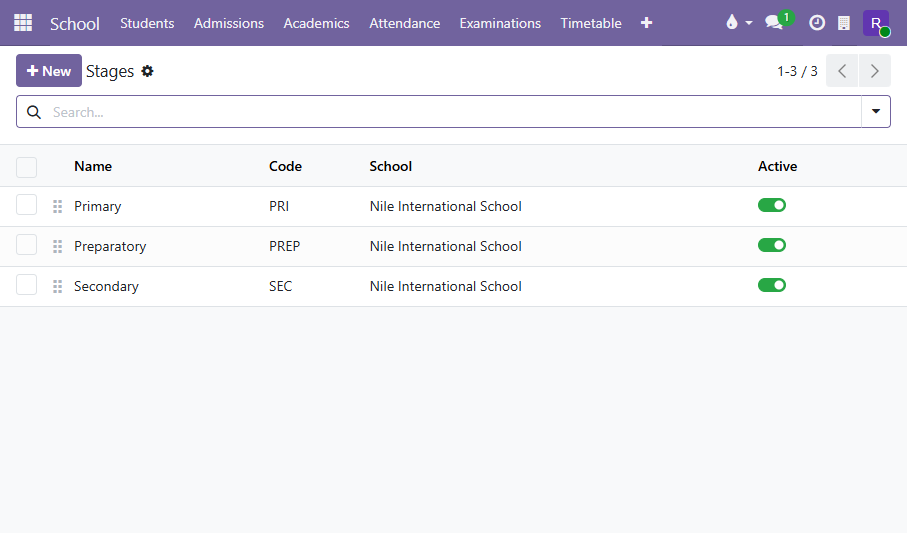 School Students Admissions Academics Attendance Examinations Timetable 1 R
New Stages 1-3 / 3
Search...
Name Code School Active
Primary PRI Nile International School
Preparatory PREP Nile International School
Secondary SEC Nile International School